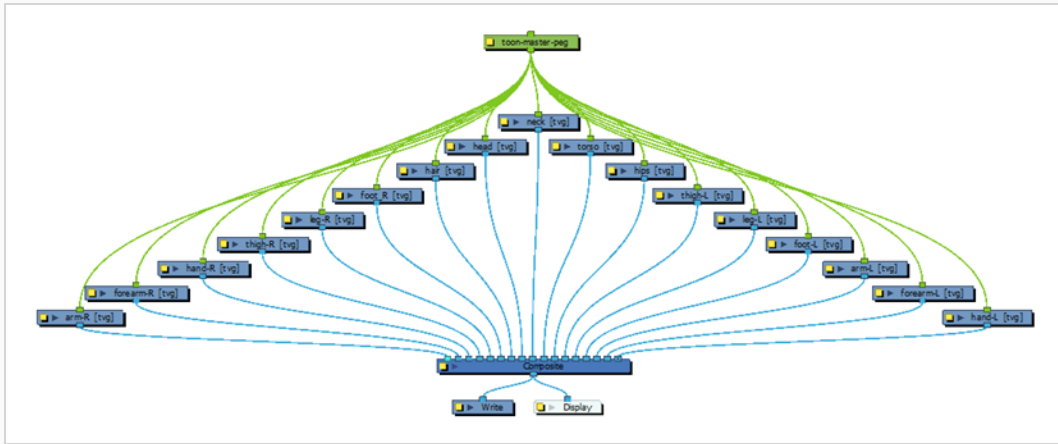 toon-master-peg
neck [tvg]
head [tvg]
torso [tvg]
hair [tvg]
hips [tvg]
foot_R [tvg]
thigh-L [tvg]
leg-R [tvg]
leg-L [tvg]
thigh-R [tvg]
foot-L [tvg]
hand-R [tvg]
arm-L [tvg]
forearm-R [tvg]
forearm-L [tvg]
arm-R [tvg]
hand-L [tvg]
Composite
Write
Display